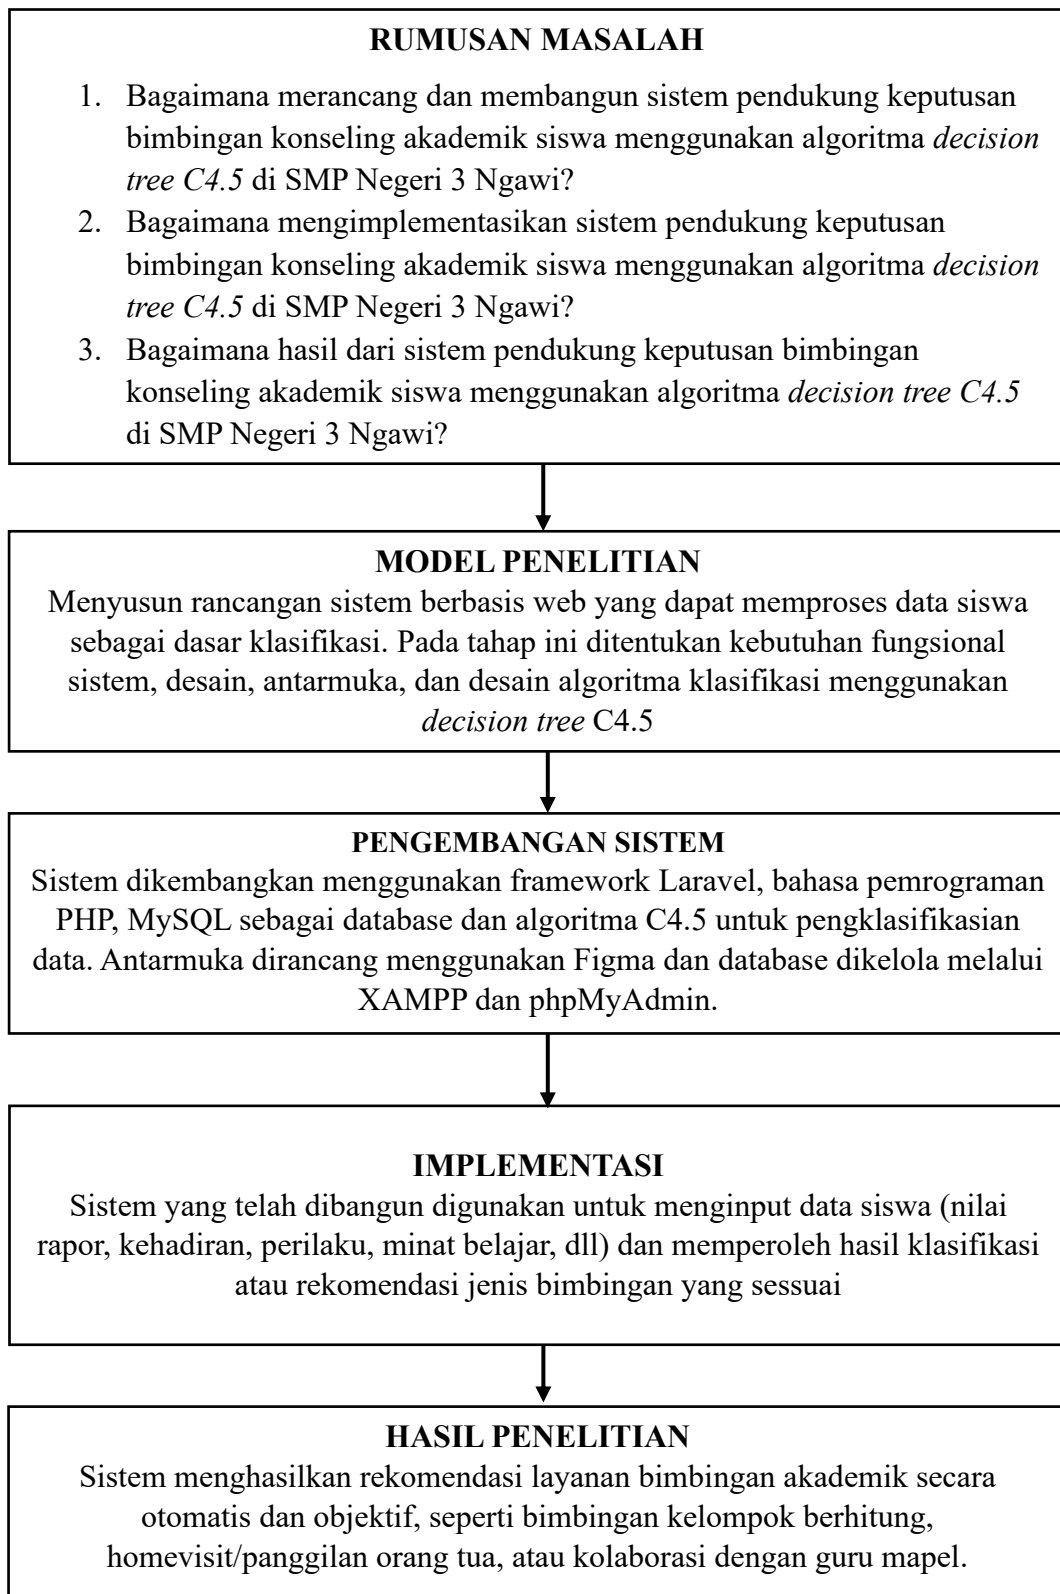 RUMUSAN MASALAH
1. Bagaimana merancang dan membangun sistem pendukung keputusan
bimbingan konseling akademik siswa menggunakan algoritma decision
tree C4.5 di SMP Negeri 3 Ngawi?
2. Bagaimana mengimplementasikan sistem pendukung keputusan
bimbingan konseling akademik siswa menggunakan algoritma decision
tree C4.5 di SMP Negeri 3 Ngawi?
3. Bagaimana hasil dari sistem pendukung keputusan bimbingan
konseling akademik siswa menggunakan algoritma decision tree C4.5
di SMP Negeri 3 Ngawi?
MODEL PENELITIAN
Menyusun rancangan sistem berbasis web yang dapat memproses data siswa
sebagai dasar klasifikasi. Pada tahap ini ditentukan kebutuhan fungsional
sistem, desain, antarmuka, dan desain algoritma klasifikasi menggunakan
decision tree C4.5
PENGEMBANGAN SISTEM
Sistem dikembangkan menggunakan framework Laravel, bahasa pemrograman
PHP, MySQL sebagai database dan algoritma C4.5 untuk pengklasifikasian
data. Antarmuka dirancang menggunakan Figma dan database dikelola melalui
XAMPP dan phpMyAdmin.
IMPLEMENTASI
Sistem yang telah dibangun digunakan untuk menginput data siswa (nilai
rapor, kehadiran, perilaku, minat belajar, dll) dan memperoleh hasil klasifikasi
atau rekomendasi jenis bimbingan yang sessuai
HASIL PENELITIAN
Sistem menghasilkan rekomendasi layanan bimbingan akademik secara
otomatis dan objektif, seperti bimbingan kelompok berhitung,
homevisit/panggilan orang tua, atau kolaborasi dengan guru mapel.